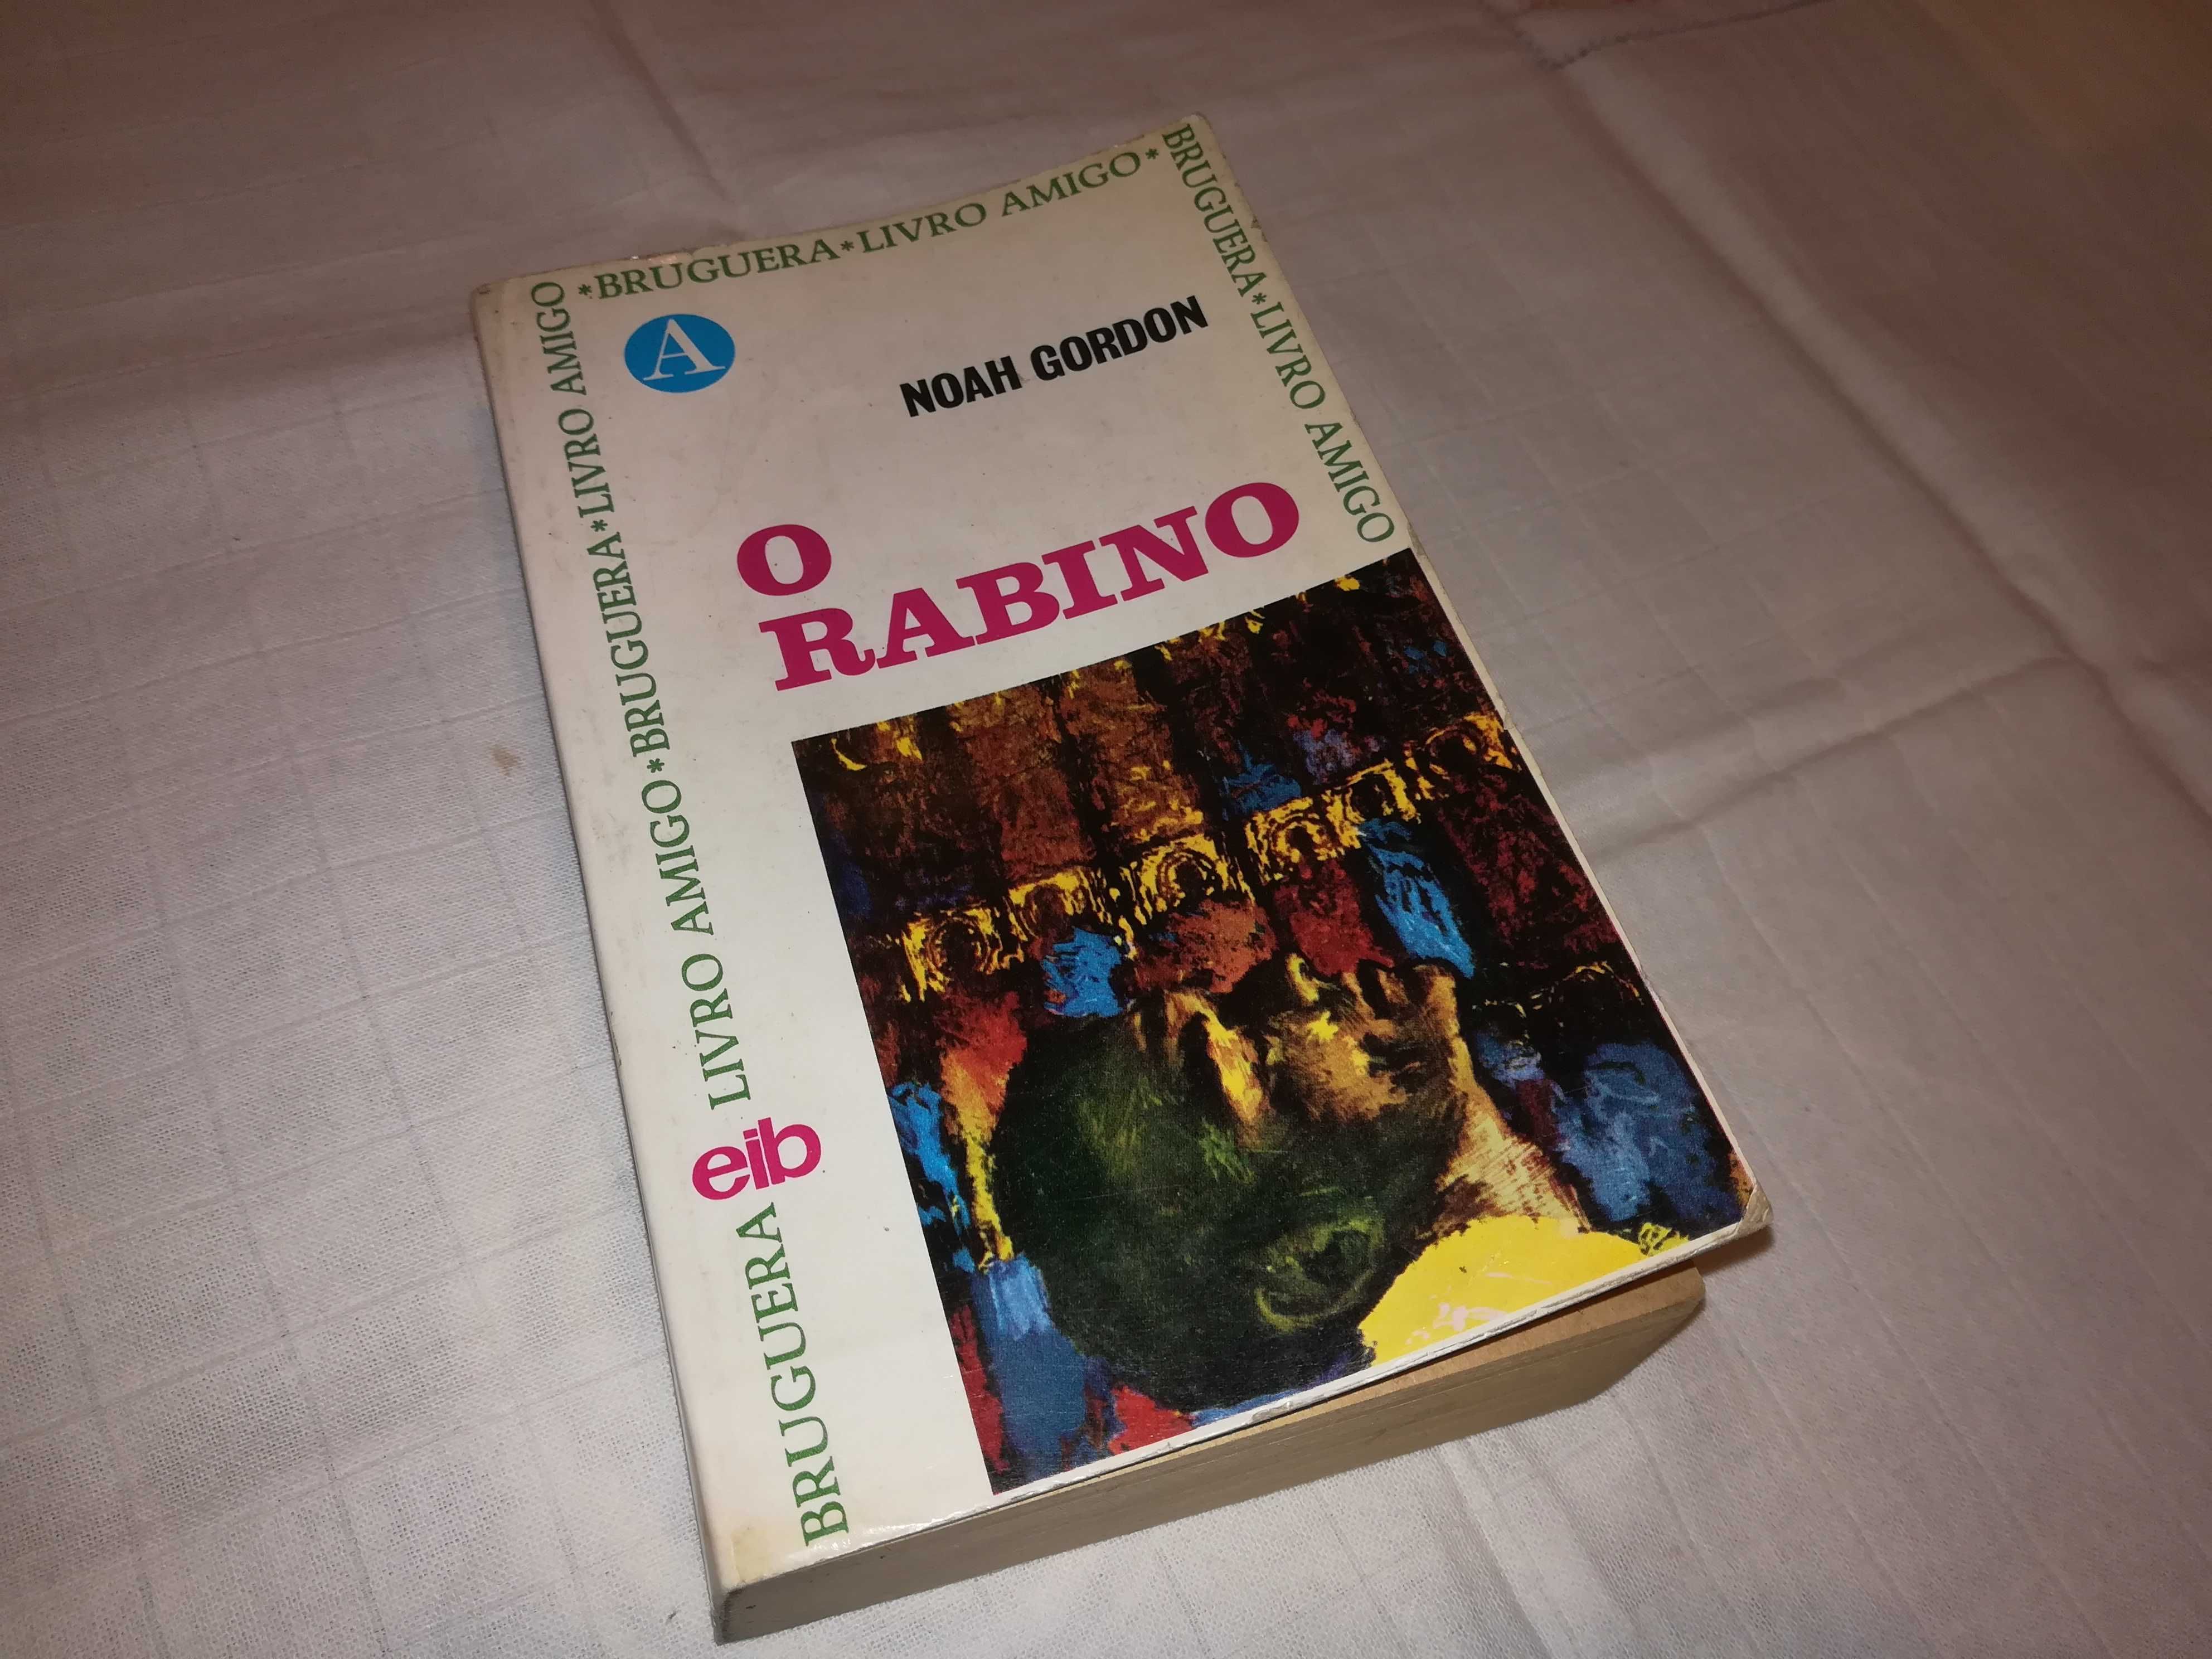 *BRUGUERA*LIVRO AMIGO*
BRUGUERA*LIVRO AMIGO
A
NOAH GORDON
O
RABINO
LIVRO AMIGO*BRUGUERA*LIVRO AMIGO
eib
BRUGUERA